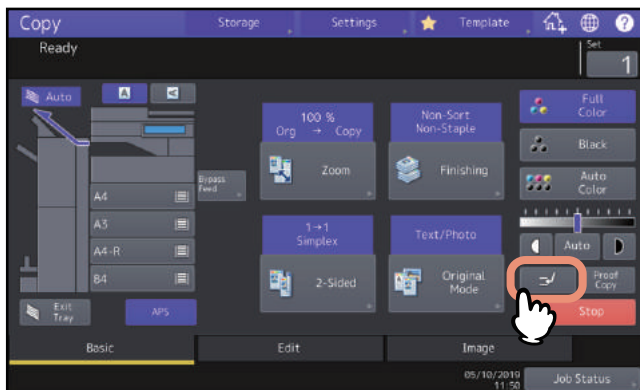 Copy
Storage
Settings
Template
?
Ready
Set
1
Auto
A
A
A4
A3
A4-R
B4
Bypass
Feed
Exit
Tray
APS
100 %
Org → Copy
Zoom
Non-Sort
Non-Staple
Finishing
1→1
Simplex
2-Sided
Text/Photo
Original
Mode
Full
Color
Black
Auto
Color
Auto
Proof
Copy
Stop
Basic
Edit
Image
05/10/2019
11:50
Job Status